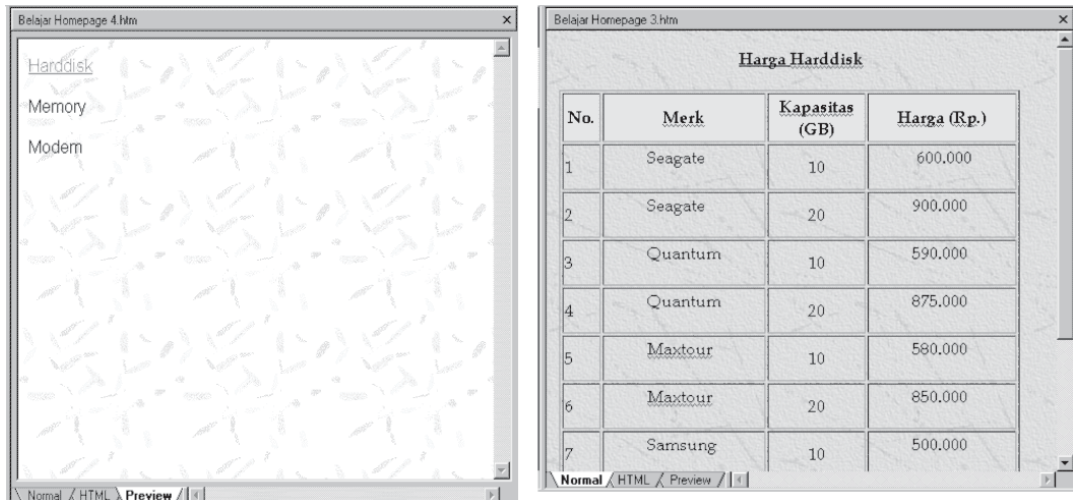 Belajar Homepage 4.htm
Harddisk
Memory
Modem
Normal / HTML \ Preview /
Belajar Homepage 3.htm
Harga Harddisk
No. Merk Kapasitas (GB) Harga (Rp.)
1 Seagate 10 600.000
2 Seagate 20 900.000
3 Quantum 10 590.000
4 Quantum 20 875.000
5 Maxtour 10 580.000
6 Maxtour 20 850.000
7 Samsung 10 500.000
Normal / HTML / Preview /